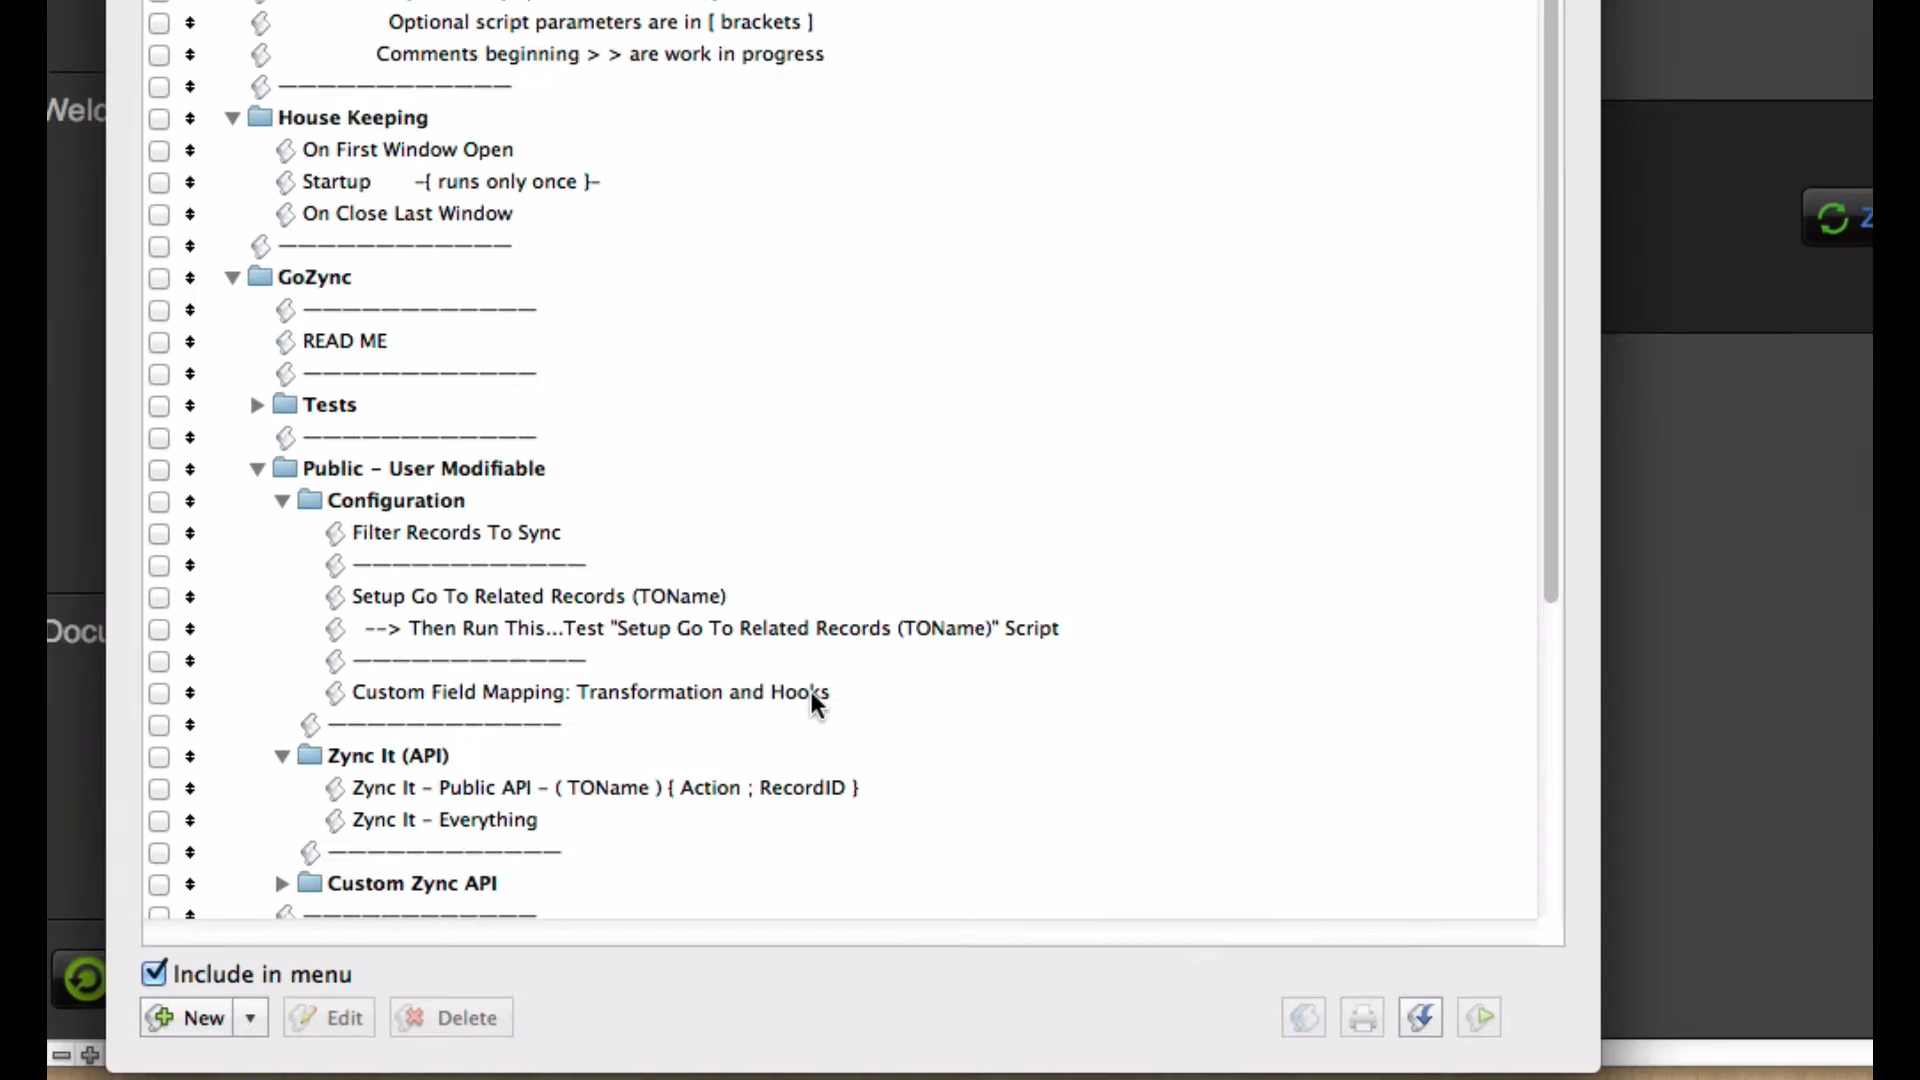 Optional script parameters are in [ brackets ]
Comments beginning > > are work in progress
————————————
House Keeping
On First Window Open
Startup -{ runs only once }-
On Close Last Window
————————————
GoZync
————————————
READ ME
————————————
Tests
————————————
Public – User Modifiable
Configuration
Filter Records To Sync
————————————
Setup Go To Related Records (TOName)
--> Then Run This...Test "Setup Go To Related Records (TOName)" Script
————————————
Custom Field Mapping: Transformation and Hooks
————————————
Zync It (API)
Zync It – Public API – ( TOName ) { Action ; RecordID }
Zync It – Everything
————————————
Custom Zync API
————————————
Include in menu
New Edit Delete
Welc
Docu
Z